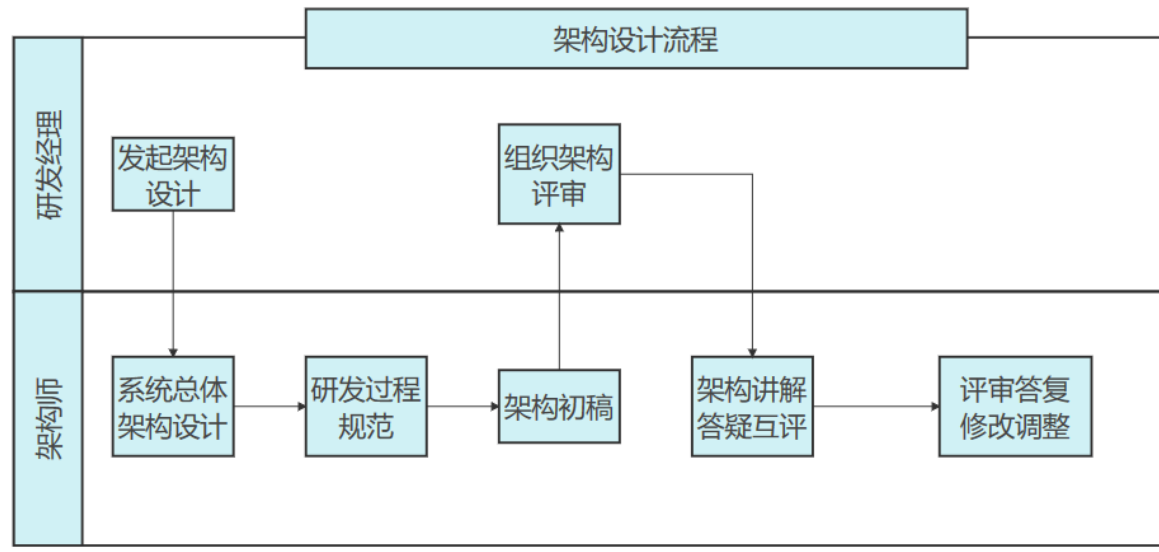 架构设计流程
研发经理
发起架构
设计
组织架构
评审
架构师
系统总体
架构设计
研发过程
规范
架构初稿
架构讲解
答疑互评
评审答复
修改调整